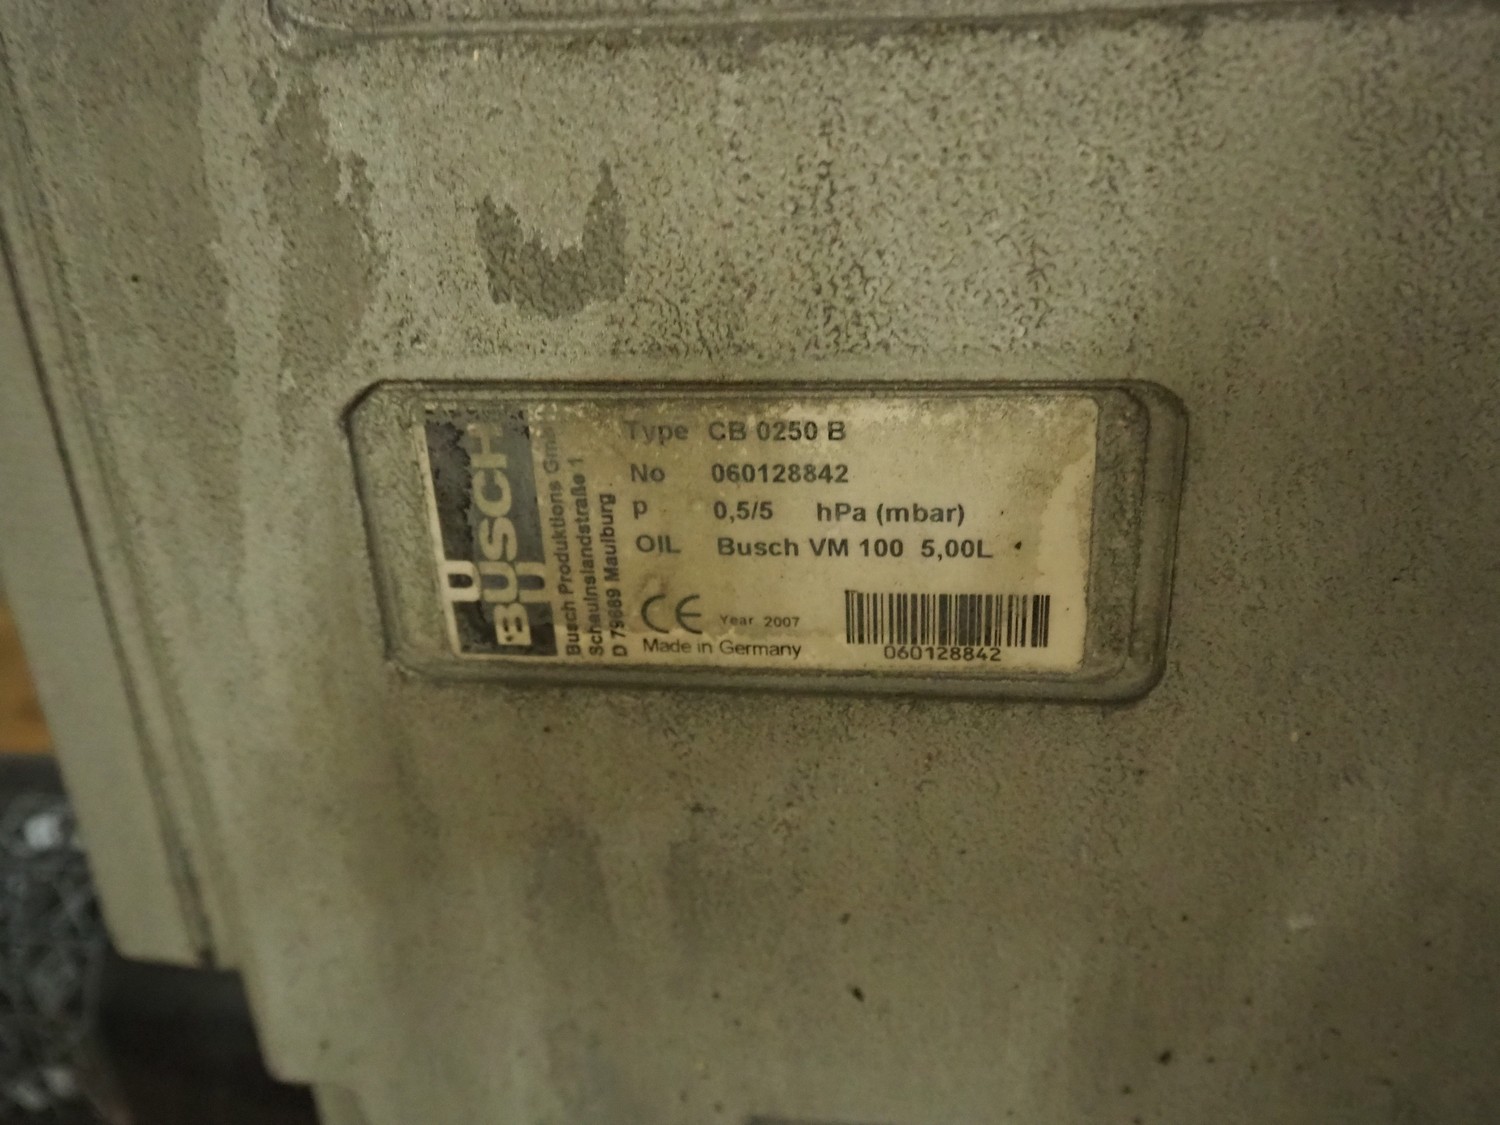 Type CB 0250 B
No 060128842
p 0,5/5 hPa (mbar)
OIL Busch VM 100 5,00L
CE Year 2007
Made in Germany
060128842
BUSCH
Busch Produktions GmbH
Schauinslandstraße 1
D 79689 Maulburg